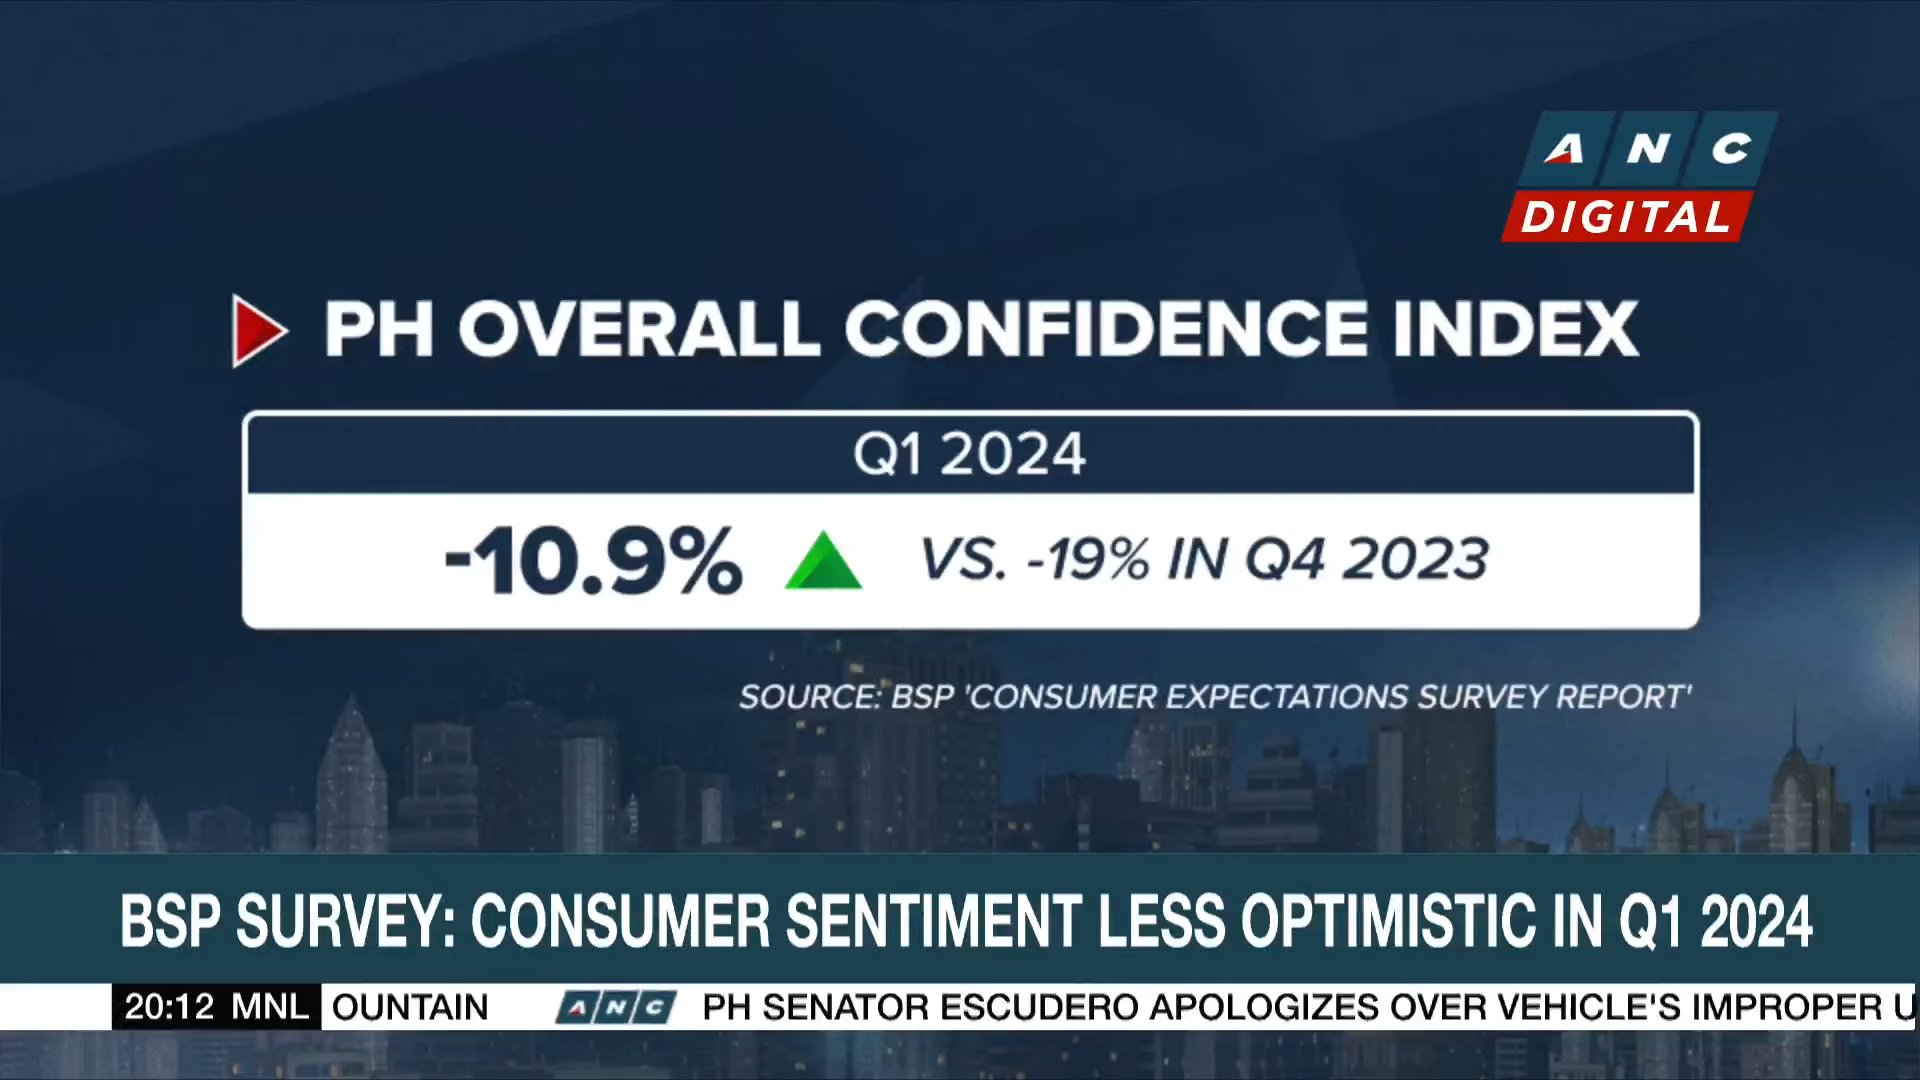 ANC
DIGITAL
PH OVERALL CONFIDENCE INDEX
Q1 2024
-10.9% VS. -19% IN Q4 2023
SOURCE: BSP 'CONSUMER EXPECTATIONS SURVEY REPORT'
BSP SURVEY: CONSUMER SENTIMENT LESS OPTIMISTIC IN Q1 2024
20:12 MNL OUNTAIN ANC PH SENATOR ESCUDERO APOLOGIZES OVER VEHICLE'S IMPROPER U